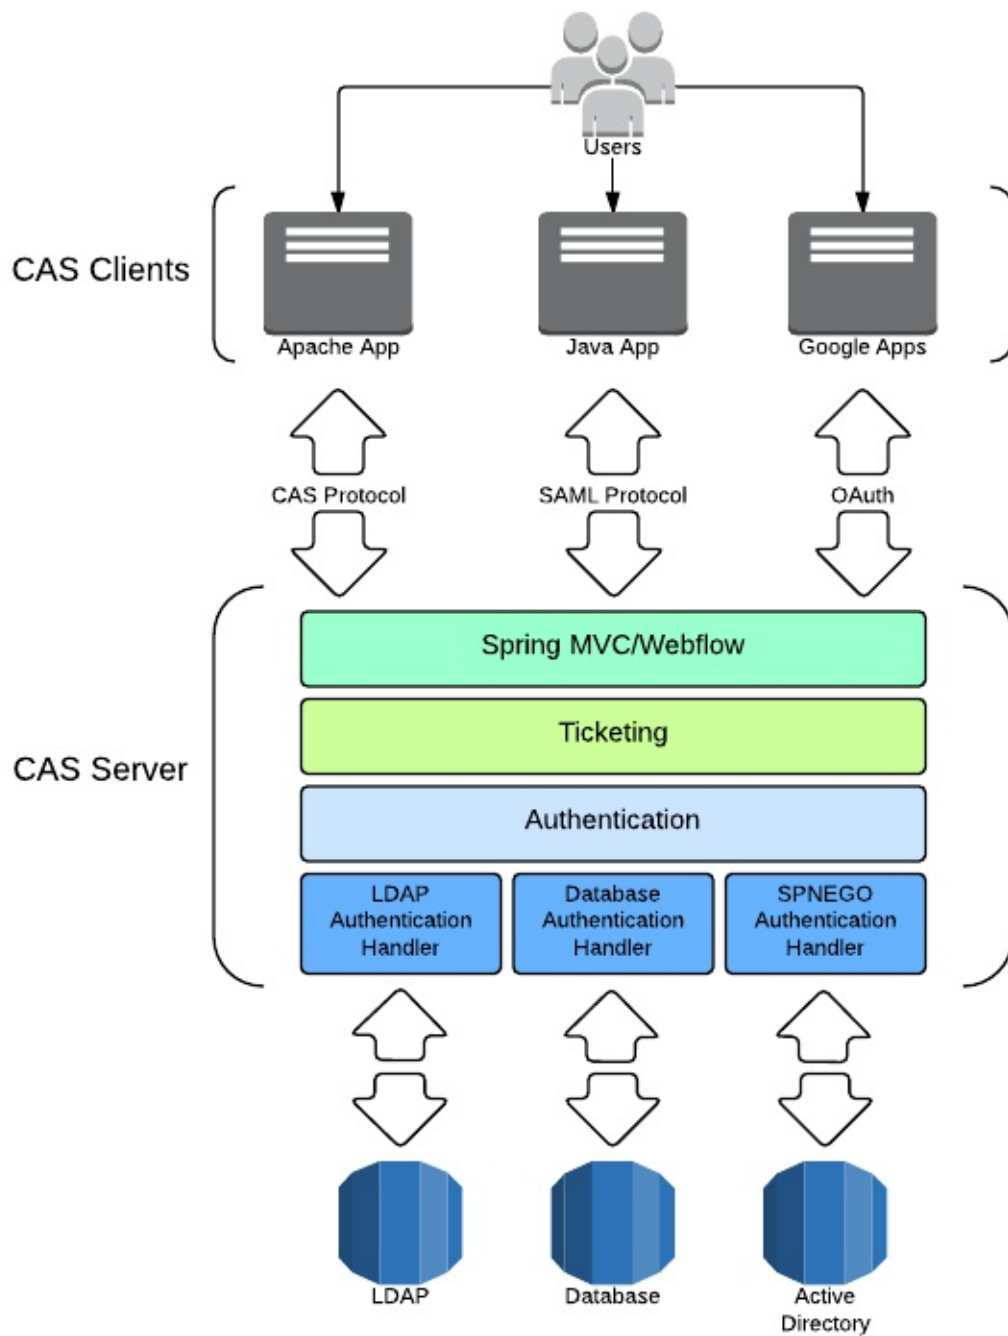 Users
CAS Clients
Apache App
Java App
Google Apps
CAS Protocol
SAML Protocol
OAuth
CAS Server
Spring MVC/Webflow
Ticketing
Authentication
LDAP
Authentication
Handler
Database
Authentication
Handler
SPNEGO
Authentication
Handler
LDAP
Database
Active
Directory